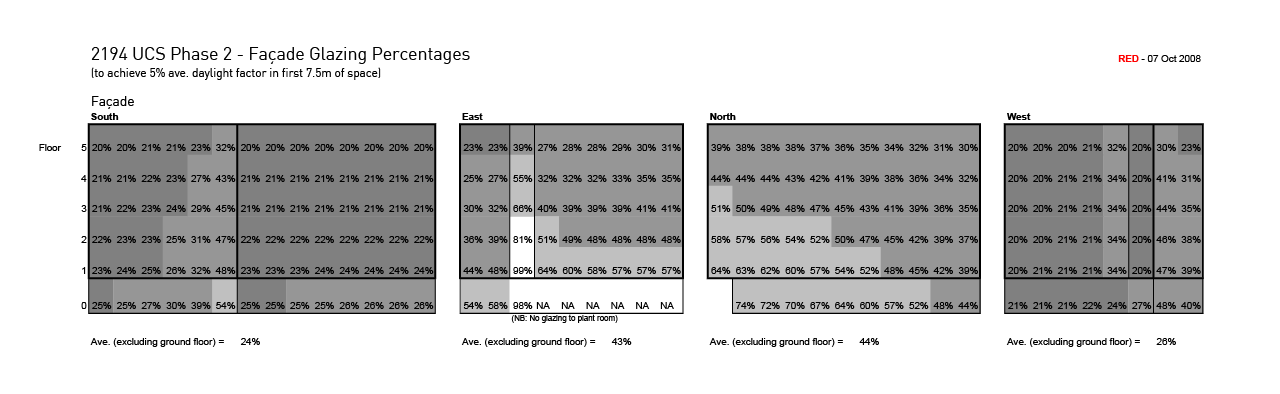 2194 UCS Phase 2 - Façade Glazing Percentages
(to achieve 5% ave. daylight factor in first 7.5m of space)
RED - 07 Oct 2008
Façade
South East North West
Floor 5 20% 20% 21% 21% 23% 32% 20% 20% 20% 20% 20% 20% 20% 20% 23% 23% 39% 27% 28% 28% 29% 30% 31% 39% 38% 38% 38% 37% 36% 35% 34% 32% 31% 30% 20% 20% 20% 21% 32% 20% 30% 23%
4 21% 21% 22% 23% 27% 43% 21% 21% 21% 21% 21% 21% 21% 21% 25% 27% 55% 32% 32% 32% 33% 35% 35% 44% 44% 44% 43% 42% 41% 39% 38% 36% 34% 32% 20% 20% 21% 21% 34% 20% 41% 31%
3 21% 22% 23% 24% 29% 45% 21% 21% 21% 21% 21% 21% 21% 21% 30% 32% 66% 40% 39% 39% 39% 41% 41% 51% 50% 49% 48% 47% 45% 43% 41% 39% 36% 35% 20% 20% 21% 21% 34% 20% 44% 35%
2 22% 23% 23% 25% 31% 47% 22% 22% 22% 22% 22% 22% 22% 22% 36% 39% 81% 51% 49% 48% 48% 48% 48% 58% 57% 56% 54% 52% 50% 47% 45% 42% 39% 37% 20% 20% 21% 21% 34% 20% 46% 38%
1 23% 24% 25% 26% 32% 48% 23% 23% 23% 24% 24% 24% 24% 24% 44% 48% 99% 64% 60% 58% 57% 57% 57% 64% 63% 62% 60% 57% 54% 52% 48% 45% 42% 39% 20% 21% 21% 21% 34% 20% 47% 39%
0 25% 25% 27% 30% 39% 54% 25% 25% 26% 26% 26% 26% 26% 26% 54% 58% 98% NA NA NA NA NA NA 74% 72% 70% 67% 64% 60% 57% 52% 48% 44% 21% 21% 21% 22% 24% 27% 48% 40%
(NB: No glazing to plant room)
Ave. (excluding ground floor) = 24% Ave. (excluding ground floor) = 43% Ave. (excluding ground floor) = 44% Ave. (excluding ground floor) = 26%